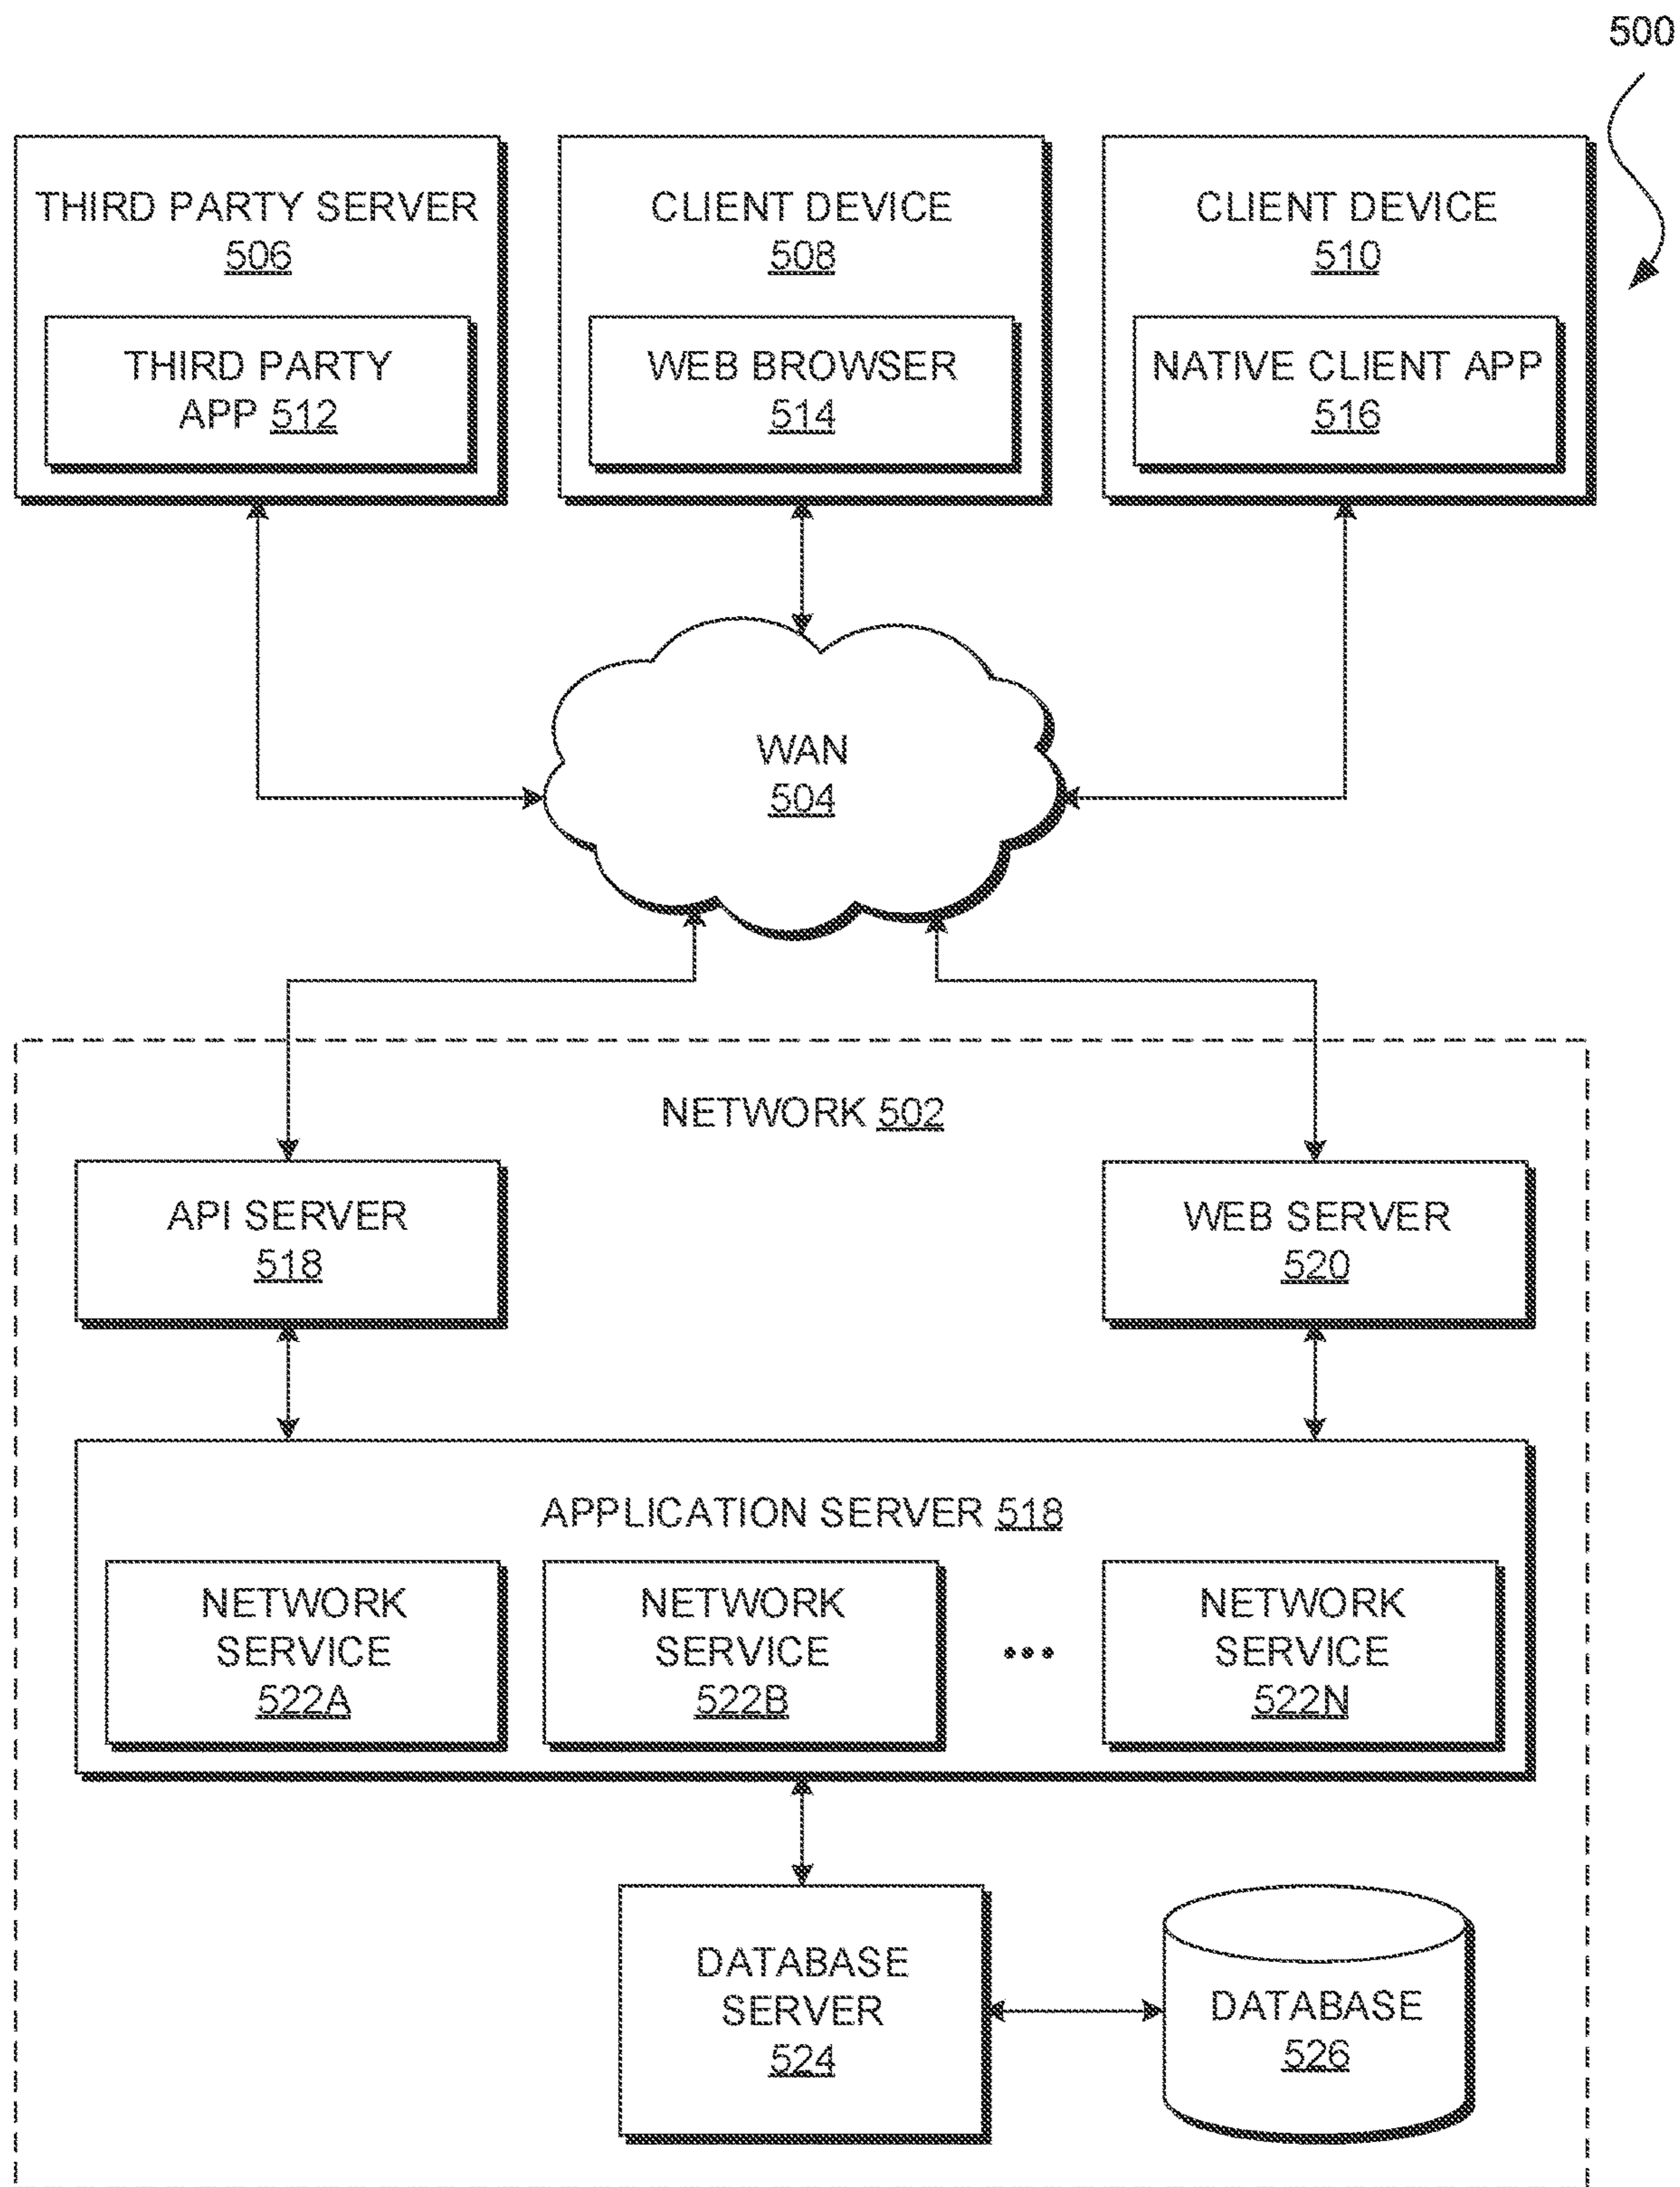 500
THIRD PARTY SERVER
506
THIRD PARTY
APP 512
CLIENT DEVICE
508
WEB BROWSER
514
CLIENT DEVICE
510
NATIVE CLIENT APP
516
WAN
504
NETWORK 502
API SERVER
518
WEB SERVER
520
APPLICATION SERVER 518
NETWORK
SERVICE
522A
NETWORK
SERVICE
522B
•••
NETWORK
SERVICE
522N
DATABASE
SERVER
524
DATABASE
526